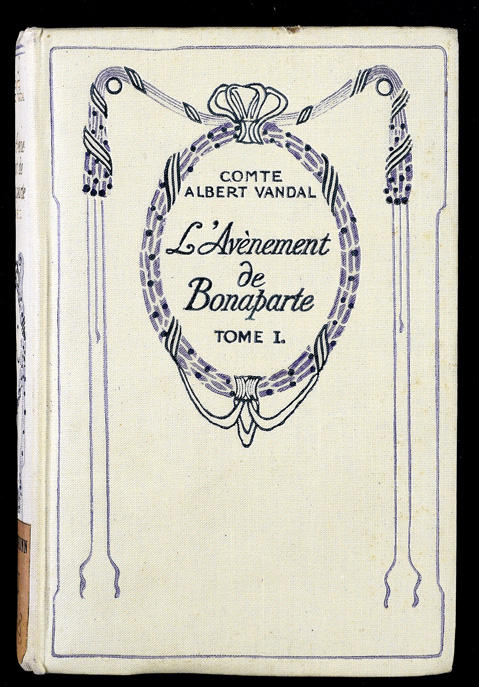 COMTE
ALBERT VANDAL
L'Avènement
de
Bonaparte
TOME I.